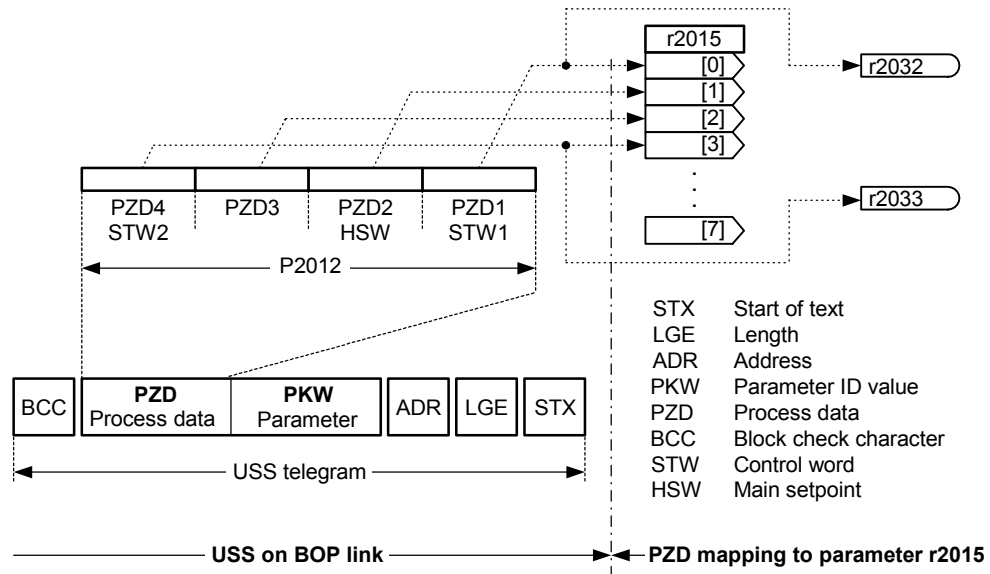 r2015
[0]
r2032
[1]
[2]
[3]
PZD4 PZD3 PZD2 PZD1
STW2 HSW STW1
r2033
[7]
P2012
STX Start of text
LGE Length
ADR Address
PKW Parameter ID value
PZD Process data
BCC Block check character
STW Control word
HSW Main setpoint
BCC PZD Process data PKW Parameter ADR LGE STX
USS telegram
USS on BOP link PZD mapping to parameter r2015